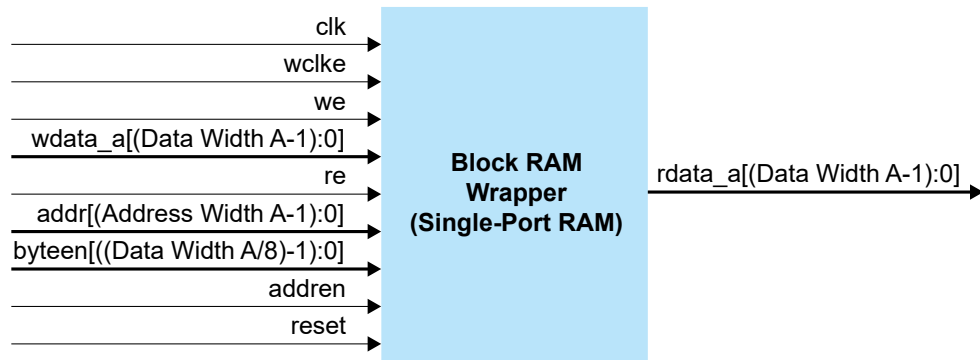 clk
wclke
we
wdata_a[(Data Width A-1):0]
re
addr[(Address Width A-1):0]
byteen[((Data Width A/8)-1):0]
addren
reset
Block RAM
Wrapper
(Single-Port RAM)
rdata_a[(Data Width A-1):0]